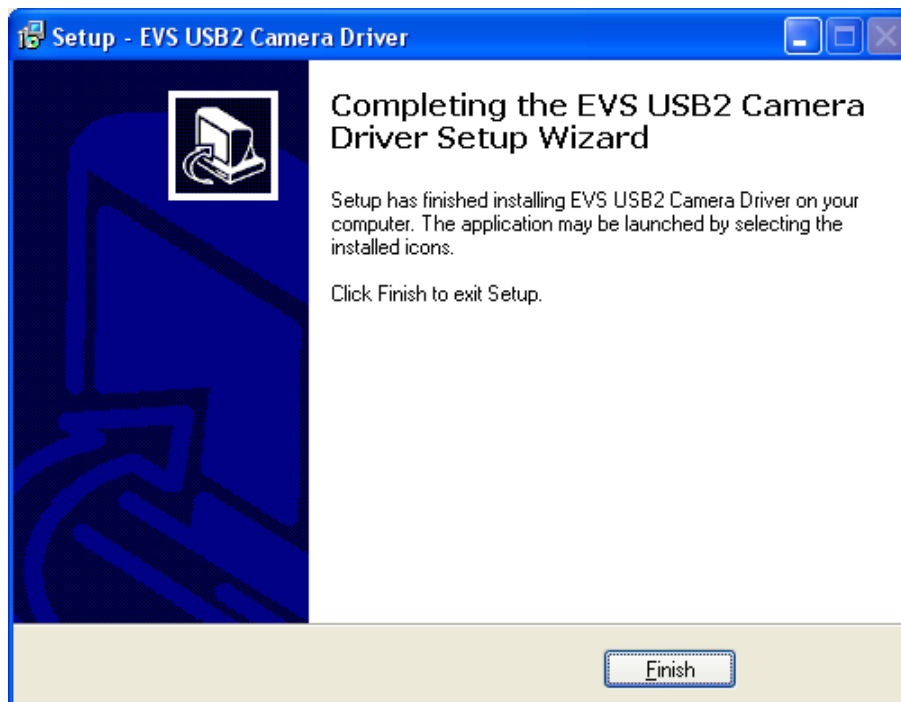 Setup - EVS USB2 Camera Driver
Completing the EVS USB2 Camera
Driver Setup Wizard
Setup has finished installing EVS USB2 Camera Driver on your
computer. The application may be launched by selecting the
installed icons.
Click Finish to exit Setup.
Finish